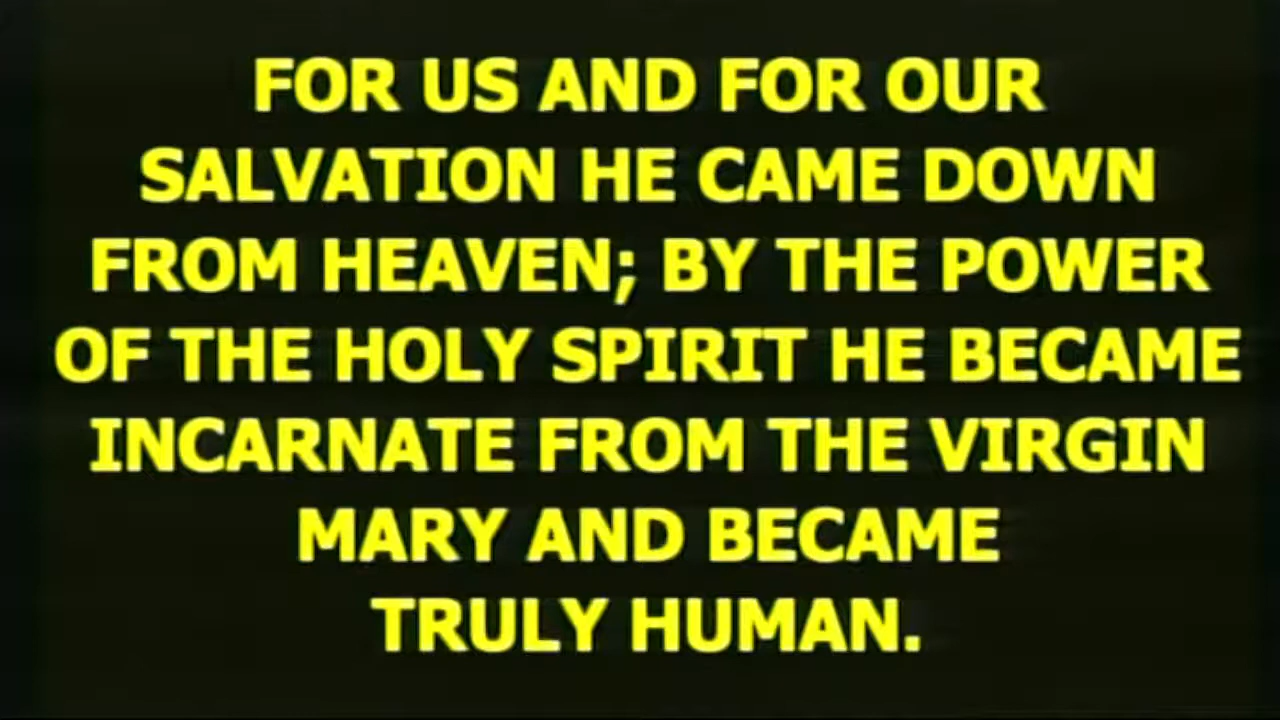 FOR US AND FOR OUR
SALVATION HE CAME DOWN
FROM HEAVEN; BY THE POWER
OF THE HOLY SPIRIT HE BECAME
INCARNATE FROM THE VIRGIN
MARY AND BECAME
TRULY HUMAN.